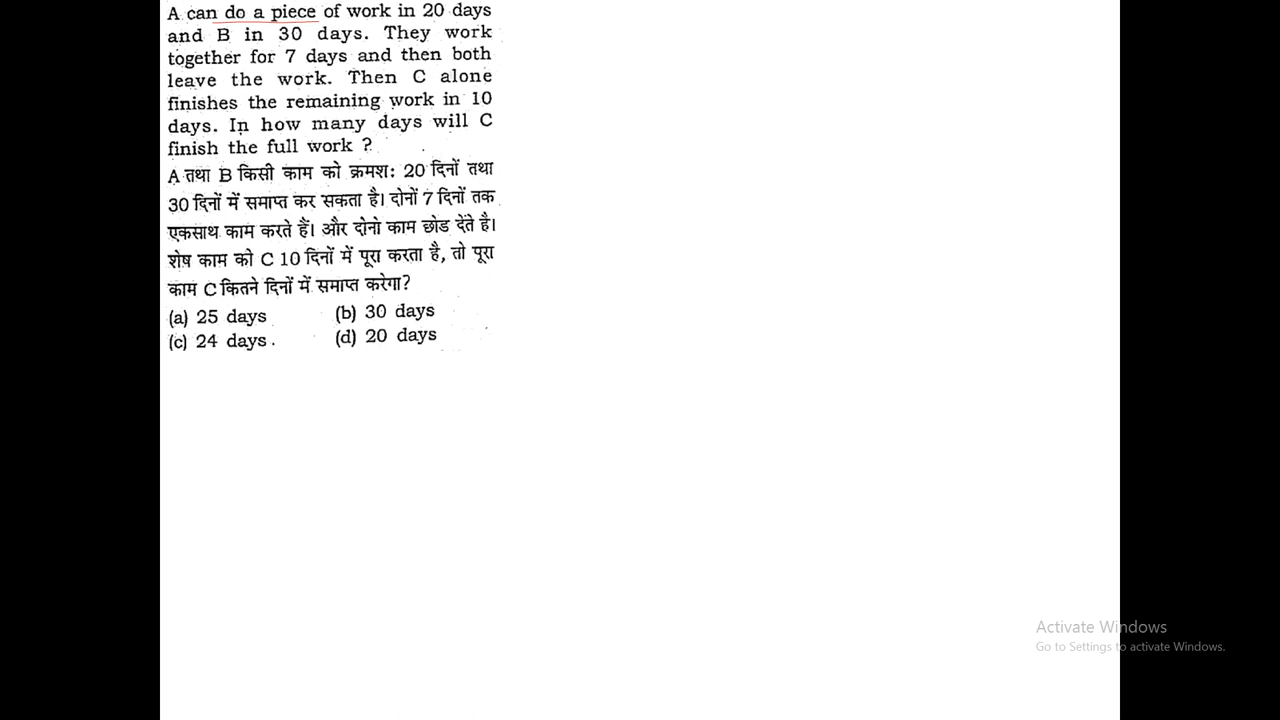 A can do a piece of work in 20 days
and B in 30 days. They work
together for 7 days and then both
leave the work. Then C alone
finishes the remaining work in 10
days. In how many days will C
finish the full work ?
A तथा B किसी काम को क्रमश: 20 दिनों तथा
30 दिनों में समाप्त कर सकता है। दोनों 7 दिनों तक
एकसाथ काम करते हैं। और दोनो काम छोड देंते है।
शेष काम को C 10 दिनों में पूरा करता है, तो पूरा
काम C कितने दिनों में समाप्त करेगा?
(a) 25 days (b) 30 days
(c) 24 days. (d) 20 days
Activate Windows
Go to Settings to activate Windows.